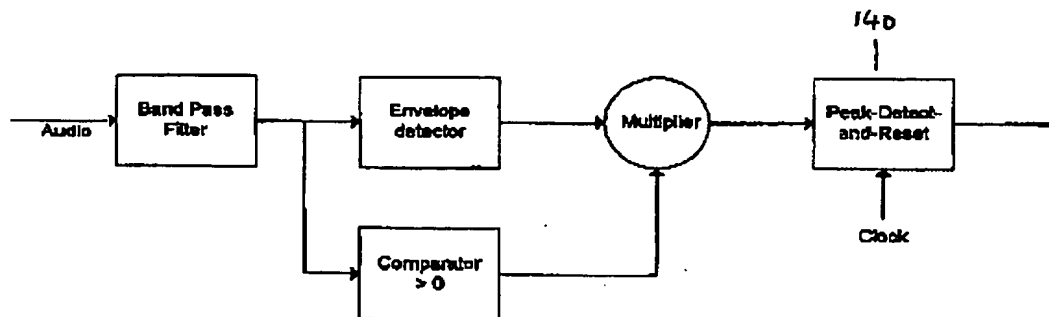 140
Audio
Band Pass
Filter
Envelope
detector
Multiplier
Peak-Detect-
and-Reset
Clock
Comparator
> 0